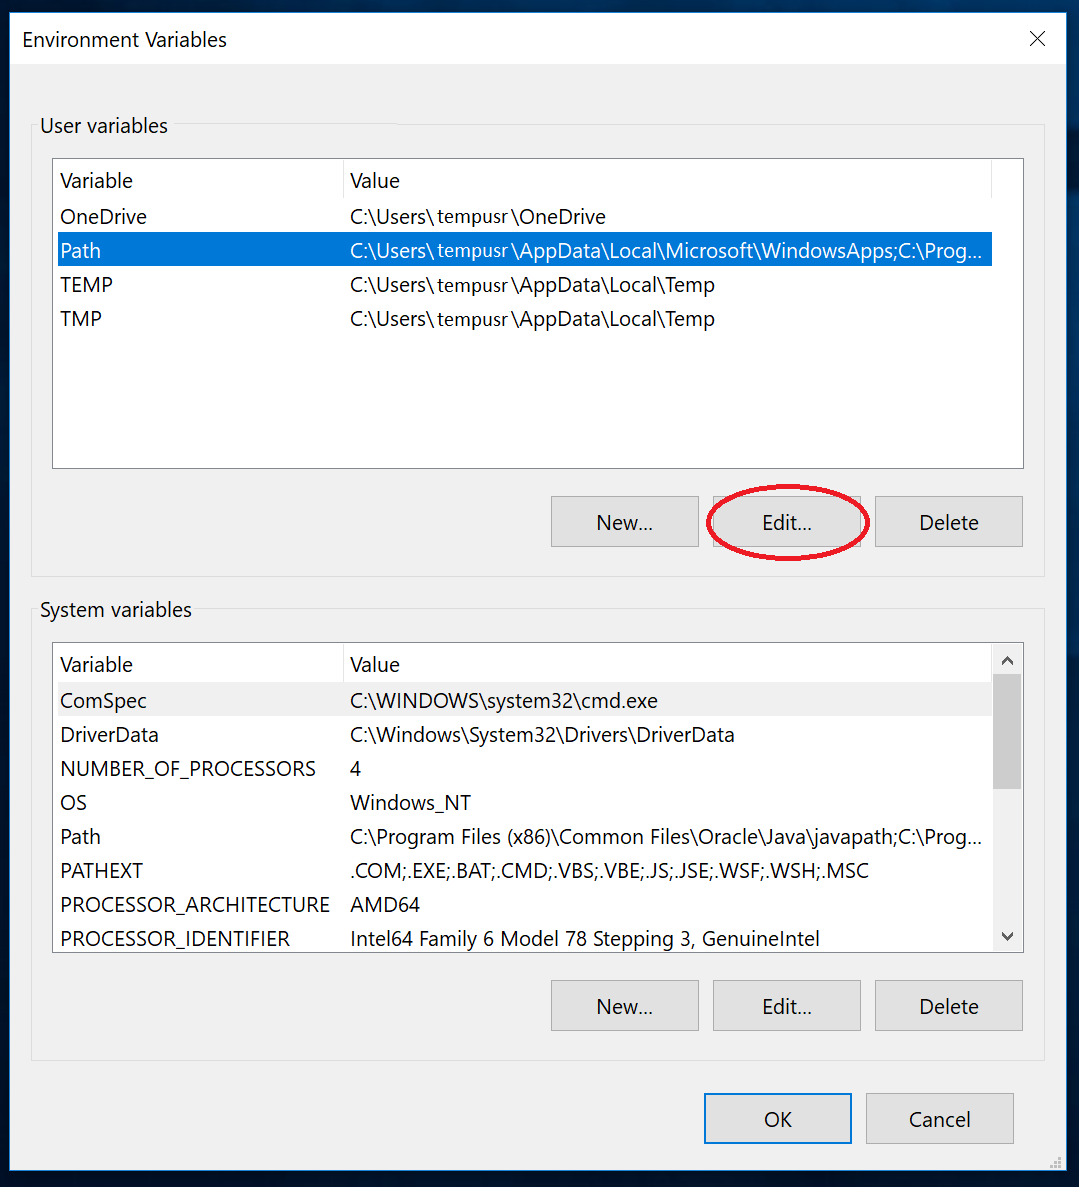 Environment Variables
User variables
Variable Value
OneDrive C:\Users\tempusr\OneDrive
Path C:\Users\tempusr\AppData\Local\Microsoft\WindowsApps;C:\Prog...
TEMP C:\Users\tempusr\AppData\Local\Temp
TMP C:\Users\tempusr\AppData\Local\Temp
New... Edit... Delete
System variables
Variable Value
ComSpec C:\WINDOWS\system32\cmd.exe
DriverData C:\Windows\System32\Drivers\DriverData
NUMBER_OF_PROCESSORS 4
OS Windows_NT
Path C:\Program Files (x86)\Common Files\Oracle\Java\javapath;C:\Prog...
PATHEXT .COM;.EXE;.BAT;.CMD;.VBS;.VBE;.JS;.JSE;.WSF;.WSH;.MSC
PROCESSOR_ARCHITECTURE AMD64
PROCESSOR_IDENTIFIER Intel64 Family 6 Model 78 Stepping 3, GenuineIntel
New... Edit... Delete
OK Cancel